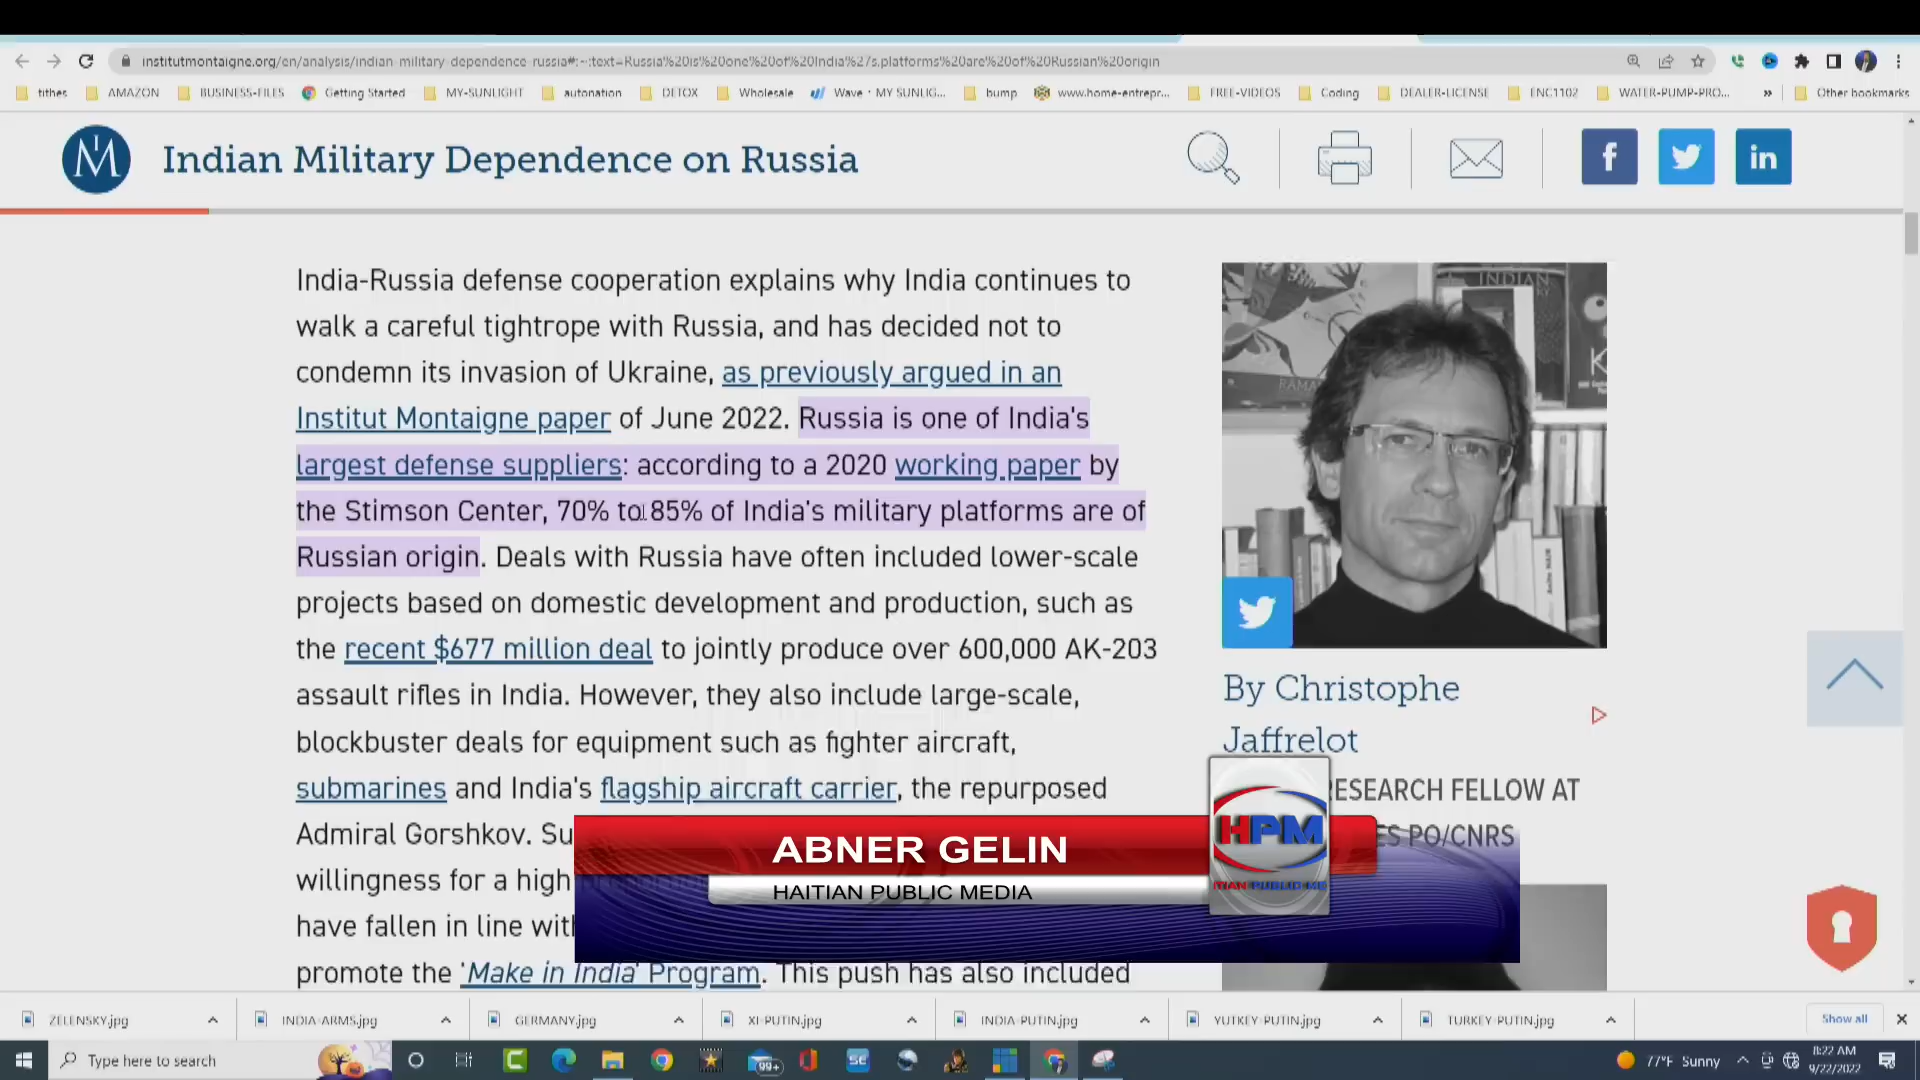 institutmontaigne.org/en/analysis/indian-military-dependence-russia#:~:text=Russia%20is%20one%20of%20India%27s,platforms%20are%20of%20Russian%20origin
tithes AMAZON BUSINESS-FILES Getting Started MY-SUNLIGHT autonation DETOX Wholesale Wave · MY SUNLIG... bump www.home-entrepr... FREE-VIDEOS Coding DEALER-LICENSE ENC1102 WATER-PUMP-PRO... » Other bookmarks
M Indian Military Dependence on Russia
India-Russia defense cooperation explains why India continues to
walk a careful tightrope with Russia, and has decided not to
condemn its invasion of Ukraine, as previously argued in an
Institut Montaigne paper of June 2022. Russia is one of India's
largest defense suppliers: according to a 2020 working paper by
the Stimson Center, 70% to 85% of India's military platforms are of
Russian origin. Deals with Russia have often included lower-scale
projects based on domestic development and production, such as
the recent $677 million deal to jointly produce over 600,000 AK-203
assault rifles in India. However, they also include large-scale,
blockbuster deals for equipment such as fighter aircraft,
submarines and India's flagship aircraft carrier, the repurposed
Admiral Gorshkov. Su
willingness for a high
have fallen in line with
promote the 'Make in India' Program. This push has also included
INDIAN
By Christophe
Jaffrelot
RESEARCH FELLOW AT
ES PO/CNRS
HPM
ABNER GELIN
HAITIAN PUBLIC MEDIA
ZELENSKY.jpg INDIA-ARMS.jpg GERMANY.jpg XI-PUTIN.jpg INDIA-PUTIN.jpg YUTKEY-PUTIN.jpg TURKEY-PUTIN.jpg Show all
Type here to search 99+ 77°F Sunny 8:22 AM
9/22/2022